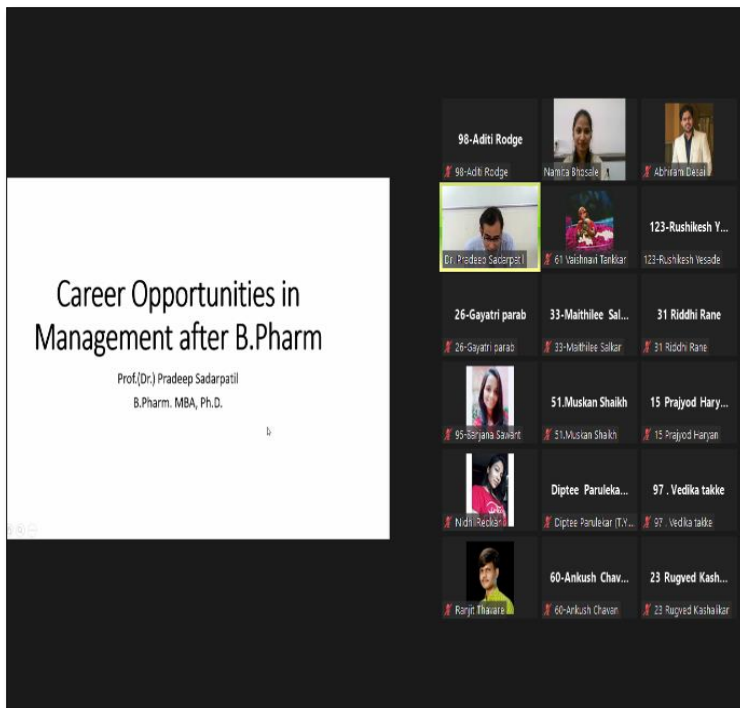 Career Opportunities in
Management after B.Pharm
Prof.(Dr.) Pradeep Sadarpatil
B.Pharm. MBA, Ph.D.
98-Aditi Rodge
98-Aditi Rodge
Namita Bhosale
Abhiram Desai
Dr. Pradeep Sadarpatil
61 Vaishnavi Tankkar
123-Rushikesh Y...
123-Rushikesh Yesade
26-Gayatri parab
26-Gayatri parab
33-Maithilee Sal...
33-Maithilee Salkar
31 Riddhi Rane
31 Riddhi Rane
95-Sanjana Sawant
51.Muskan Shaikh
51.Muskan Shaikh
15 Prajyod Hary...
15 Prajyod Haryan
Nidhi Redkar
Diptee Paruleka...
Diptee Parulekar (T.Y...
97 . Vedika takke
97 . Vedika takke
Ranjit Thavare
60-Ankush Chav...
60-Ankush Chavan
23 Rugved Kash...
23 Rugved Kashalikar